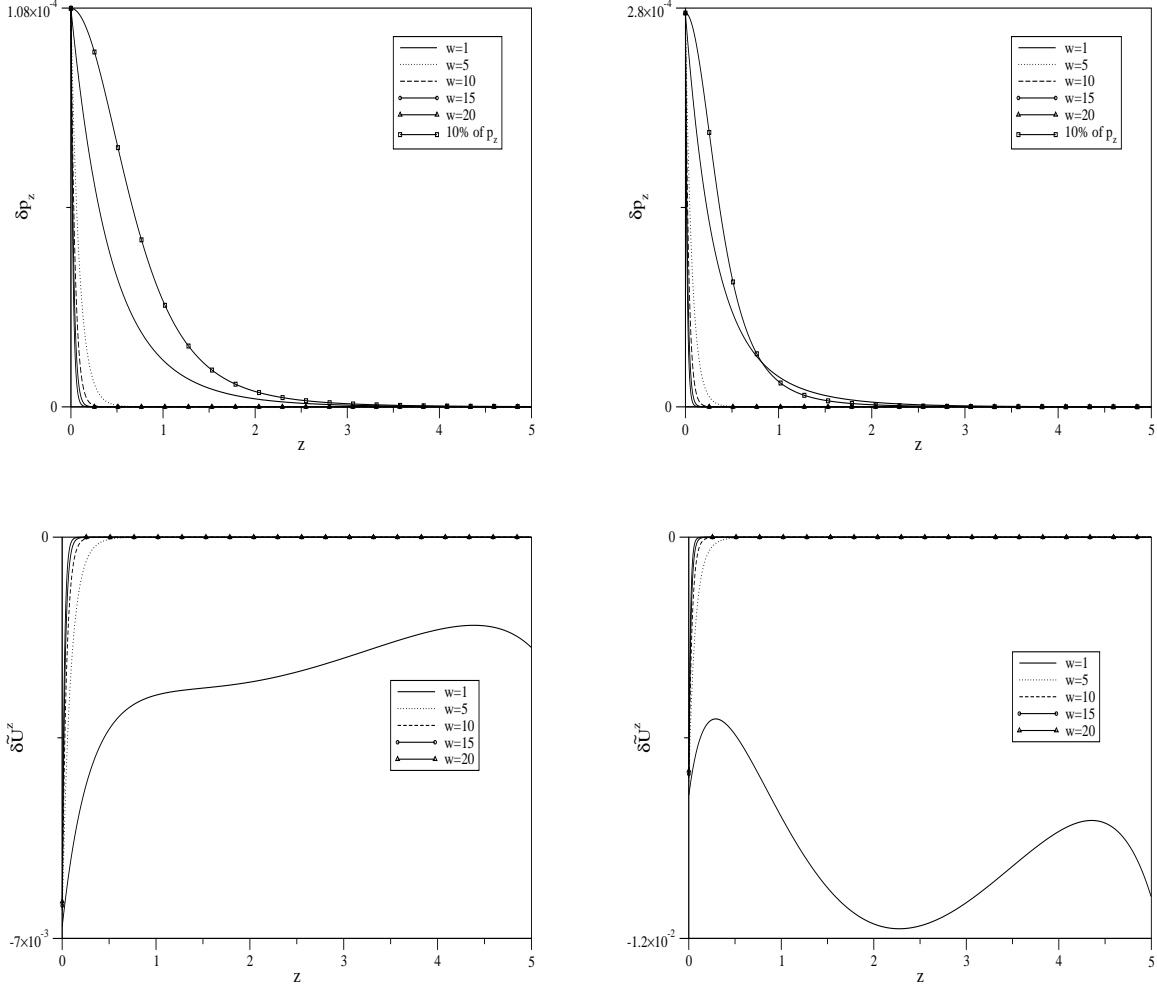 1.08×10⁻⁴
δp_z
0
0 1 2 3 4 5
z
w=1
w=5
w=10
w=15
w=20
10% of p_z
2.8×10⁻⁴
δp_z
0
0 1 2 3 4 5
z
w=1
w=5
w=10
w=15
w=20
10% of p_z
0
δŨ^z
-7×10⁻³
0 1 2 3 4 5
z
w=1
w=5
w=10
w=15
w=20
0
δŨ^z
-1.2×10⁻²
0 1 2 3 4 5
z
w=1
w=5
w=10
w=15
w=20